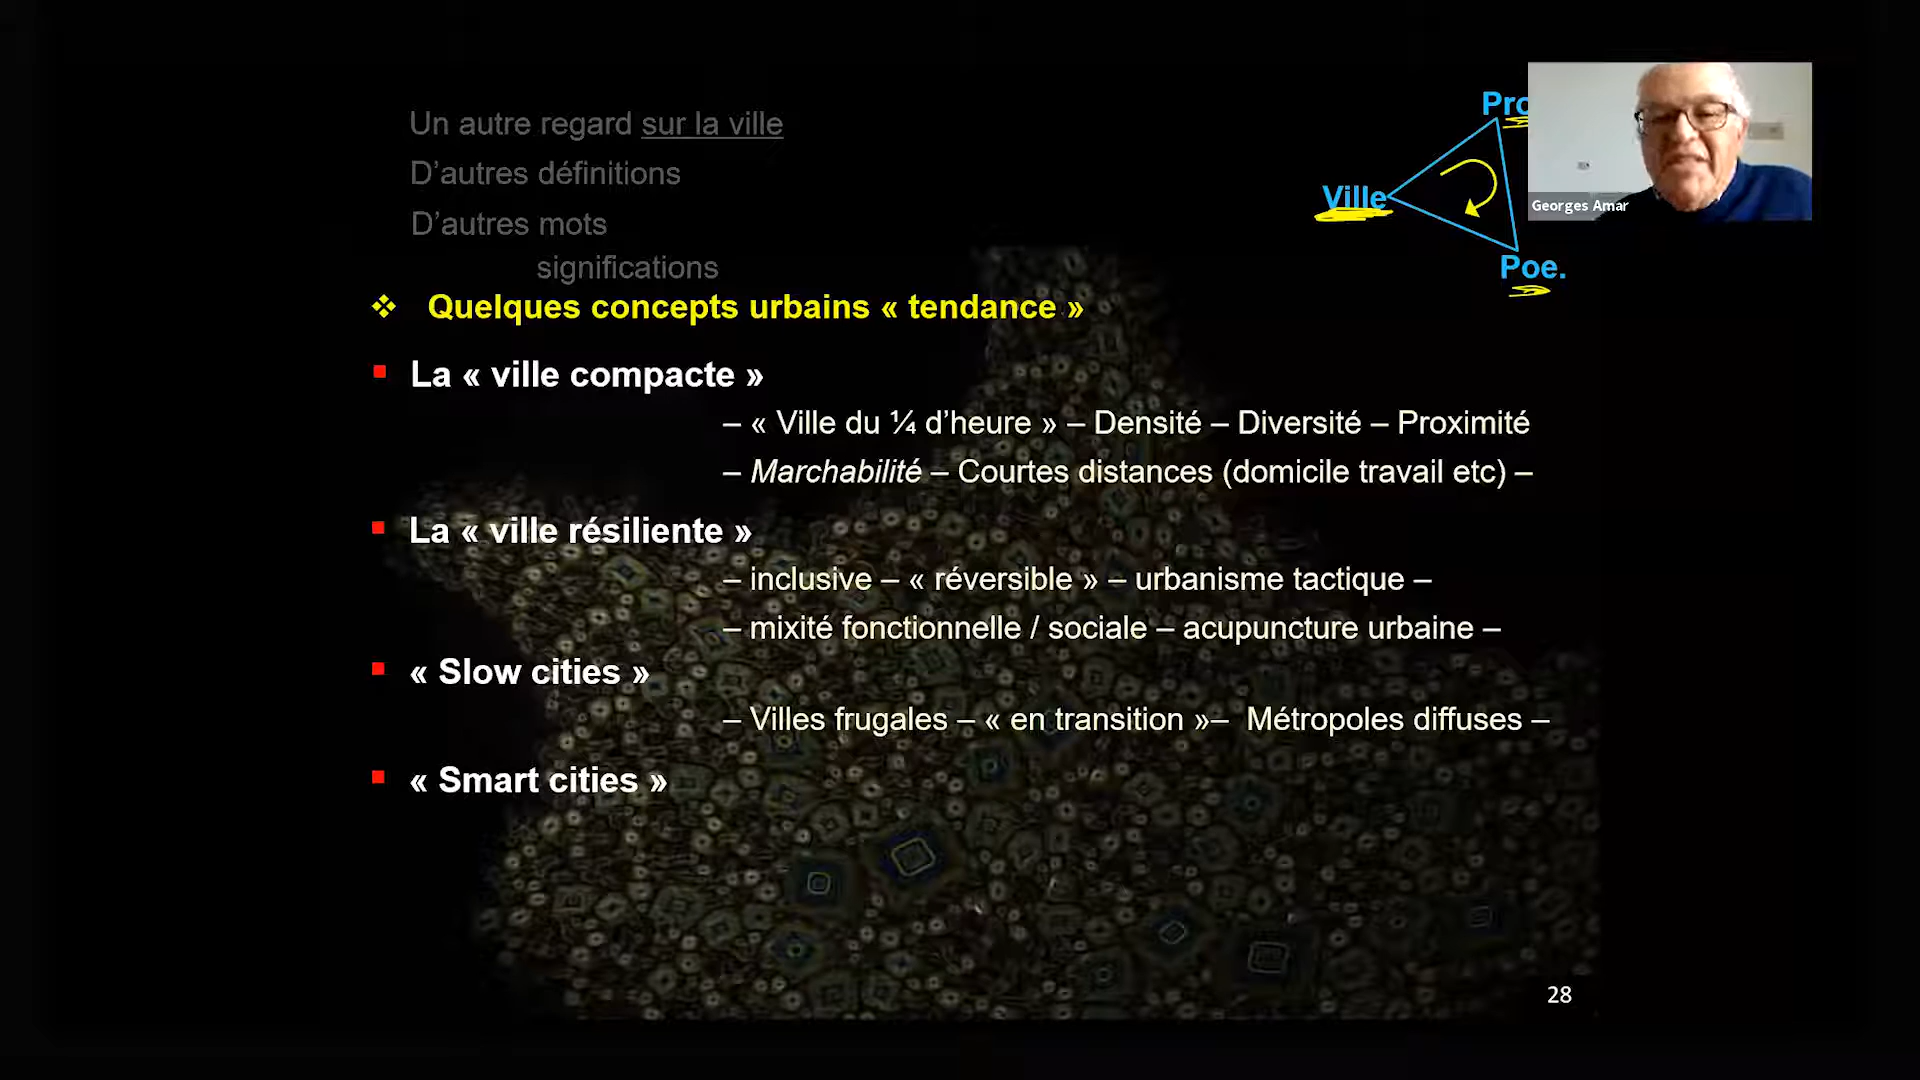 Un autre regard sur la ville
D'autres définitions
D'autres mots
significations
Pro
Ville
Poe.
Georges Amar
❖ Quelques concepts urbains « tendance »
▪ La « ville compacte »
– « Ville du ¼ d'heure » – Densité – Diversité – Proximité
– Marchabilité – Courtes distances (domicile travail etc) –
▪ La « ville résiliente »
– inclusive – « réversible » – urbanisme tactique –
– mixité fonctionnelle / sociale – acupuncture urbaine –
▪ « Slow cities »
– Villes frugales – « en transition »– Métropoles diffuses –
▪ « Smart cities »
28